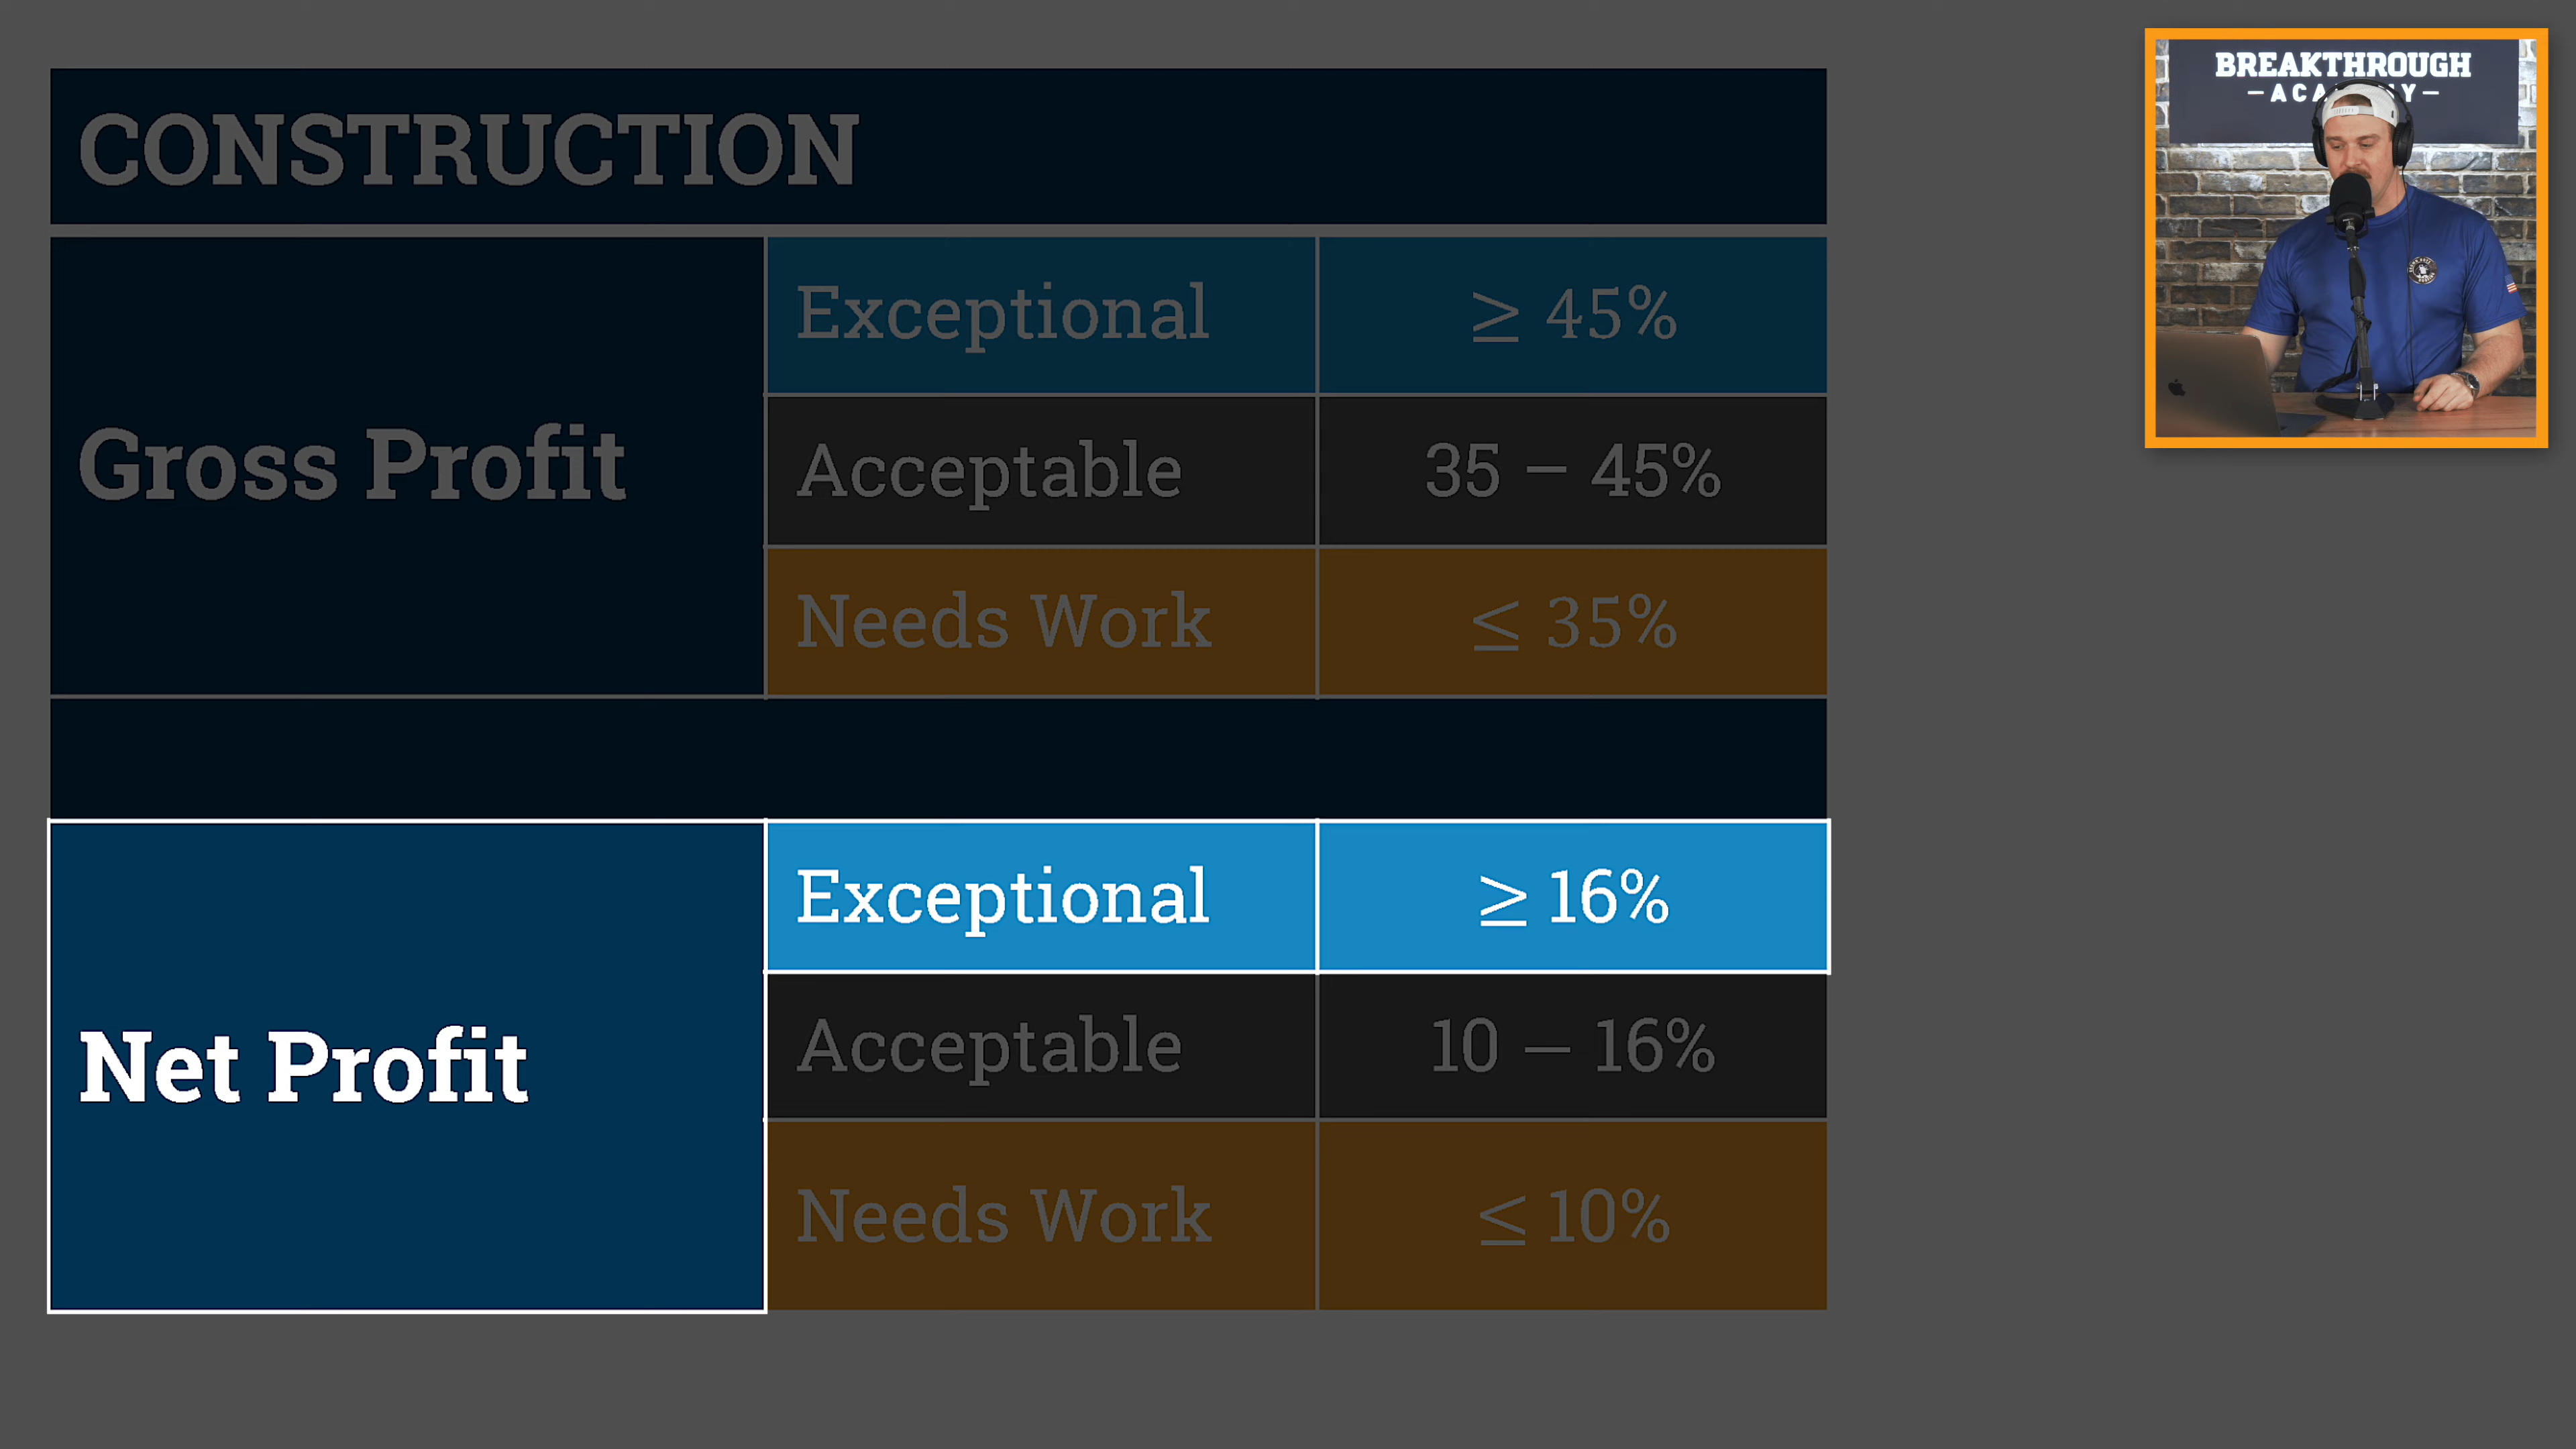 CONSTRUCTION
Gross Profit
Exceptional ≥ 45%
Acceptable 35 – 45%
Needs Work ≤ 35%
Net Profit
Exceptional ≥ 16%
Acceptable 10 – 16%
Needs Work ≤ 10%
BREAKTHROUGH